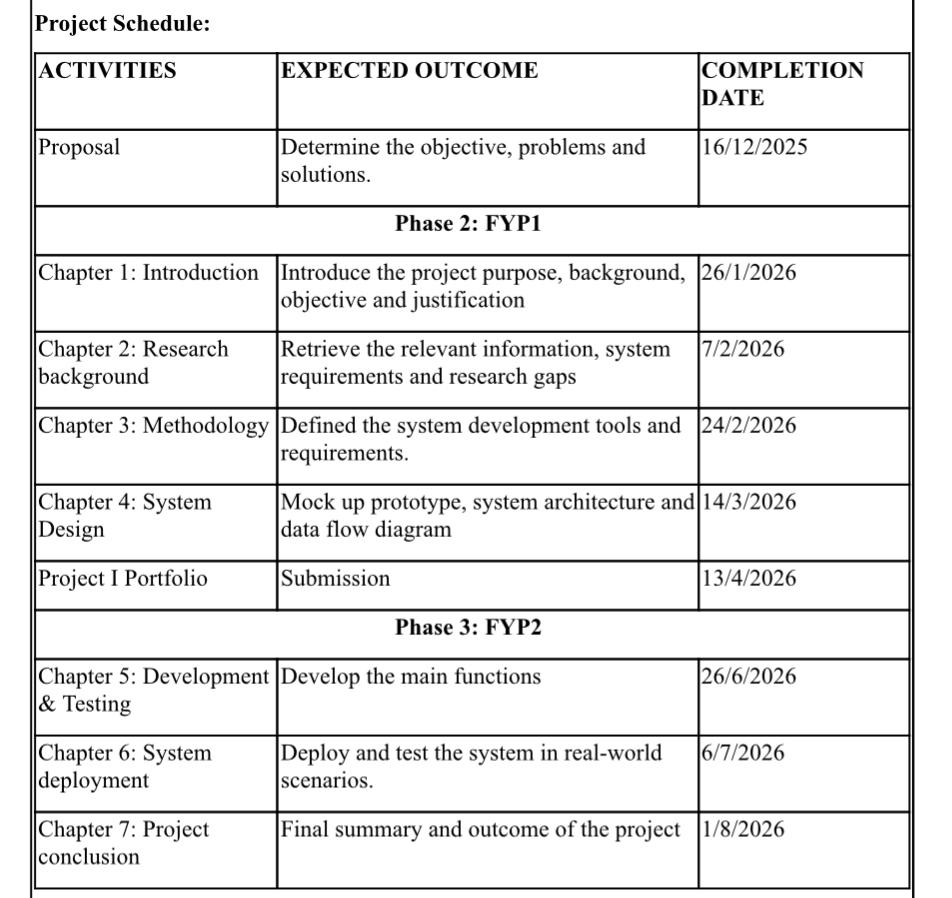 Project Schedule:
ACTIVITIES
EXPECTED OUTCOME
COMPLETION
DATE
Proposal
Determine the objective, problems and
solutions.
16/12/2025
Phase 2: FYP1
Chapter 1: Introduction
Introduce the project purpose, background,
objective and justification
26/1/2026
Chapter 2: Research
background
Retrieve the relevant information, system
requirements and research gaps
7/2/2026
Chapter 3: Methodology
Defined the system development tools and
requirements.
24/2/2026
Chapter 4: System
Design
Mock up prototype, system architecture and
data flow diagram
14/3/2026
Project I Portfolio
Submission
13/4/2026
Phase 3: FYP2
Chapter 5: Development
& Testing
Develop the main functions
26/6/2026
Chapter 6: System
deployment
Deploy and test the system in real-world
scenarios.
6/7/2026
Chapter 7: Project
conclusion
Final summary and outcome of the project
1/8/2026